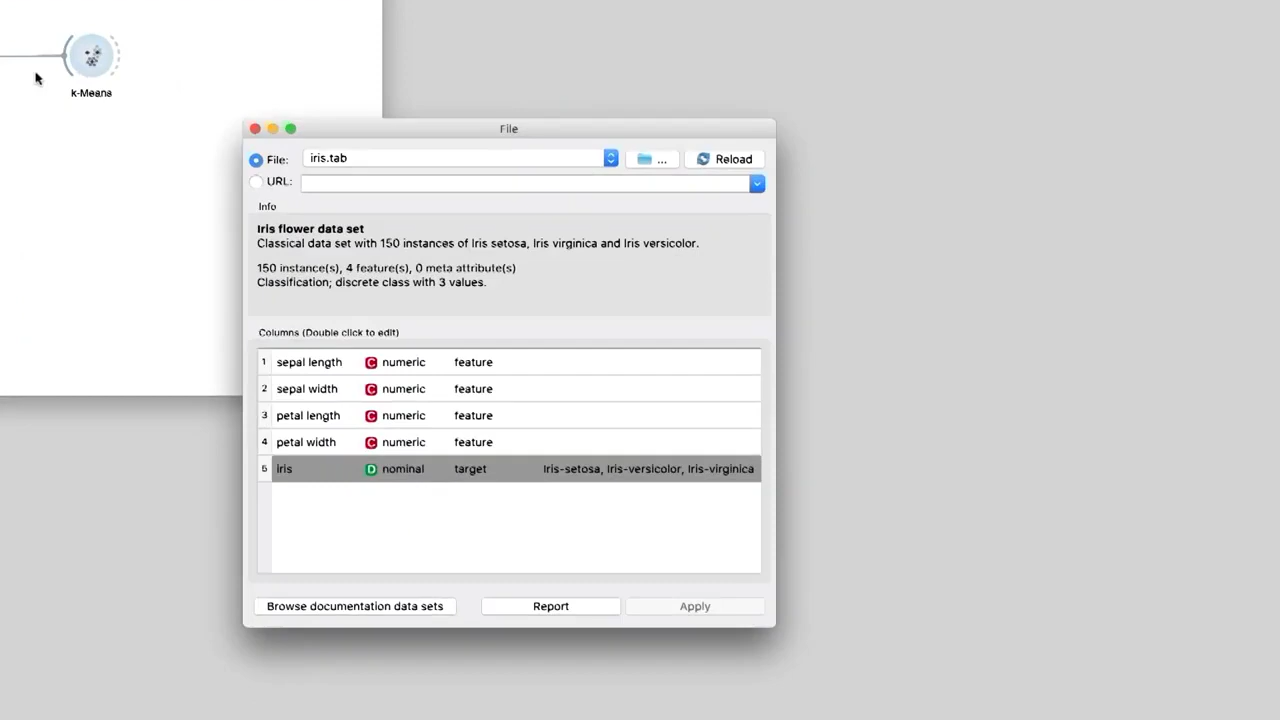 k-Means
File
File: iris.tab ... Reload
URL:
Info
Iris flower data set
Classical data set with 150 instances of Iris setosa, Iris virginica and Iris versicolor.
150 instance(s), 4 feature(s), 0 meta attribute(s)
Classification; discrete class with 3 values.
Columns (Double click to edit)
1 sepal length C numeric feature
2 sepal width C numeric feature
3 petal length C numeric feature
4 petal width C numeric feature
5 iris D nominal target Iris-setosa, Iris-versicolor, Iris-virginica
Browse documentation data sets Report Apply